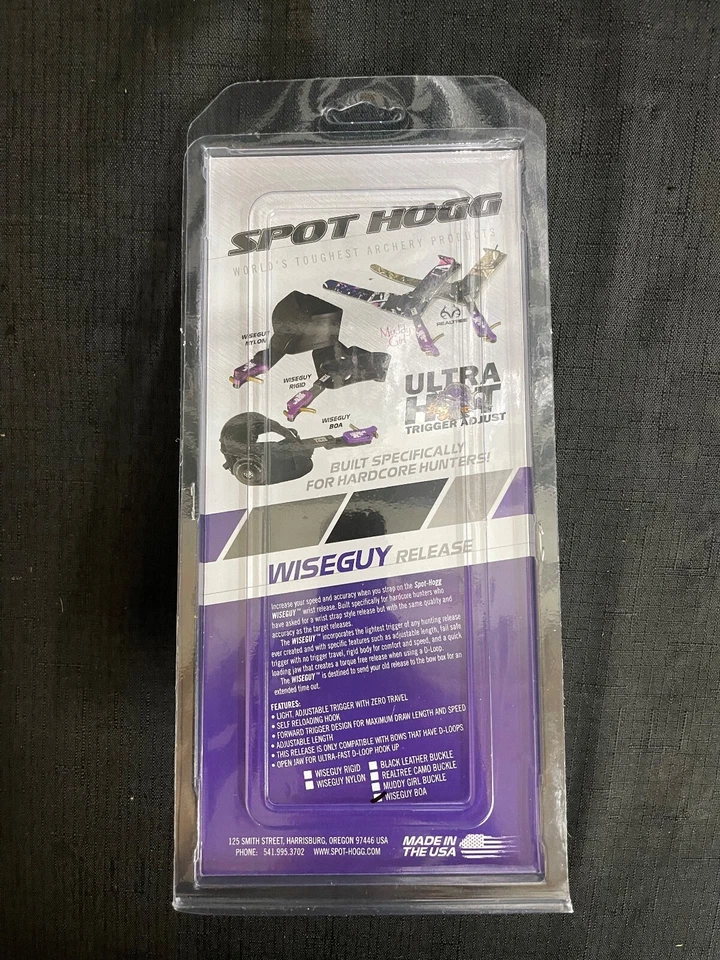 SPOT HOGG
WORLD'S TOUGHEST ARCHERY PRODUCTS
REALTREE
Muddy
Girl
WISEGUY
NYLON
WISEGUY
RIGID
WISEGUY
BOA
ULTRA
HOT
TRIGGER ADJUST
BUILT SPECIFICALLY
FOR HARDCORE HUNTERS!
WISEGUY RELEASE
Increase your speed and accuracy when you strap on the Spot-Hogg
WISEGUY™ wrist release. Built specifically for hardcore hunters who
have asked for a wrist strap style release but with the same quality and
accuracy as the target releases.
The WISEGUY™ incorporates the lightest trigger of any hunting release
ever created and with specific features such as adjustable length, fail safe
trigger with no trigger travel, rigid body for comfort and speed, and a quick
loading jaw that creates a torque free release when using a D-Loop.
The WISEGUY™ is destined to send your old release to the bow box for an
extended time out.
FEATURES:
• LIGHT, ADJUSTABLE TRIGGER WITH ZERO TRAVEL
• SELF RELOADING HOOK
• FORWARD TRIGGER DESIGN FOR MAXIMUM DRAW LENGTH AND SPEED
• ADJUSTABLE LENGTH
• THIS RELEASE IS ONLY COMPATIBLE WITH BOWS THAT HAVE D-LOOPS
• OPEN JAW FOR ULTRA-FAST D-LOOP HOOK UP
WISEGUY RIGID
WISEGUY NYLON
BLACK LEATHER BUCKLE
REALTREE CAMO BUCKLE
MUDDY GIRL BUCKLE
WISEGUY BOA
125 SMITH STREET, HARRISBURG, OREGON 97446 USA
PHONE: 541.995.3702 WWW.SPOT-HOGG.COM
MADE IN
THE USA